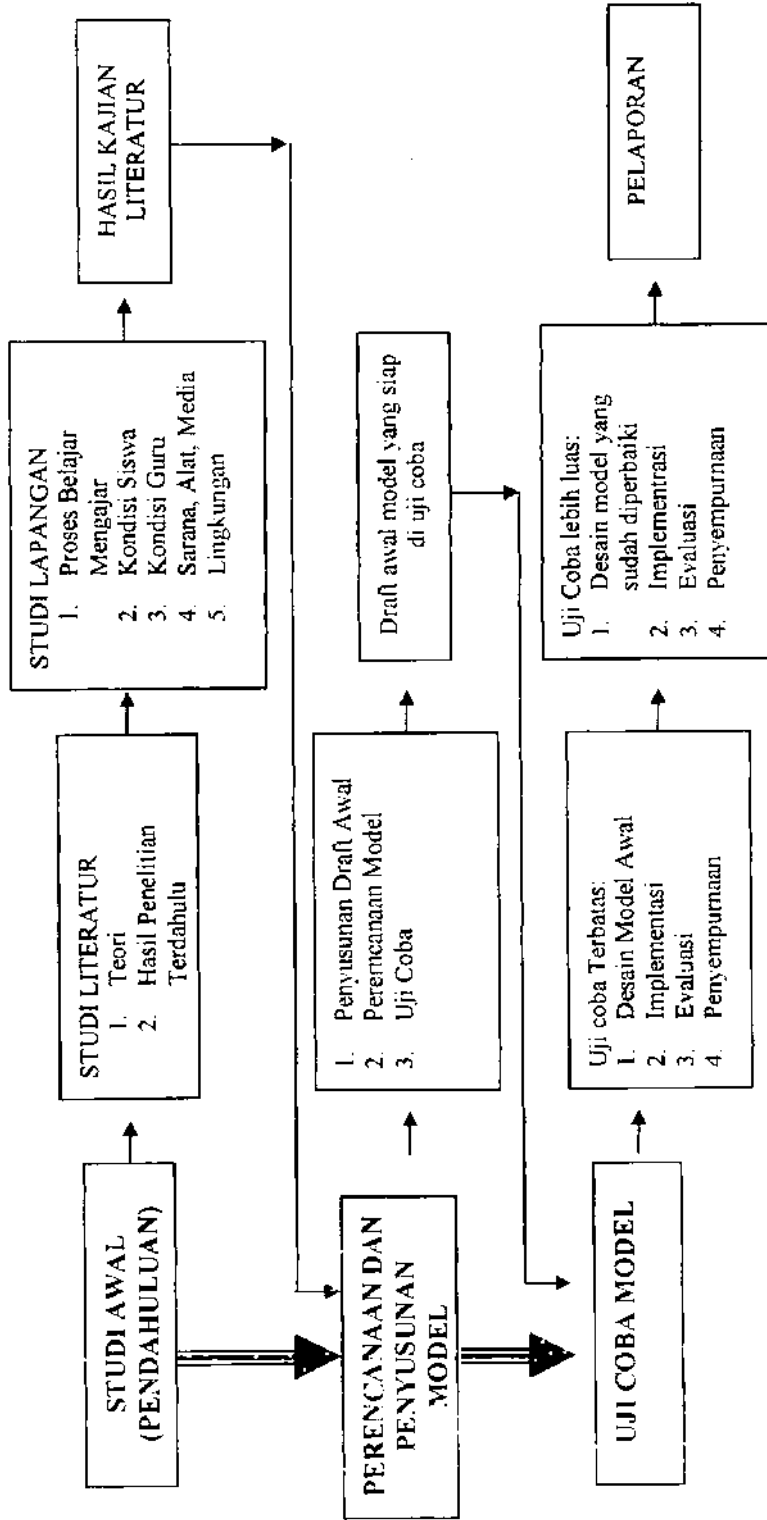 STUDI AWAL
(PENDAHULUAN)
STUDI LITERATUR
1. Teori
2. Hasil Penelitian
Terdahulu
STUDI LAPANGAN
1. Proses Belajar
Mengajar
2. Kondisi Siswa
3. Kondisi Guru
4. Sarana, Alat, Media
5. Lingkungan
HASIL KAJIAN
LITERATUR
PERENCANAAN DAN
PENYUSUNAN
MODEL
1. Penyusunan Draft Awal
2. Peremcanaan Model
3. Uji Coba
Draft awal model yang siap
di uji coba
UJI COBA MODEL
Uji coba Terbatas:
1. Desain Model Awal
2. Implementasi
3. Evaluasi
4. Penyempurnaan
Uji Coba lebih luas:
1. Desain model yang
sudah diperbaiki
2. Implementrasi
3. Evaluasi
4. Penyempurnaan
PELAPORAN